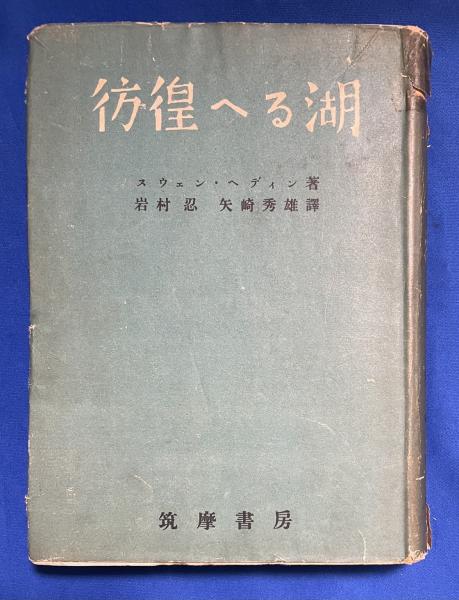 彷徨へる湖
スウェン・ヘディン著
岩村忍 矢崎秀雄譯
筑摩書房